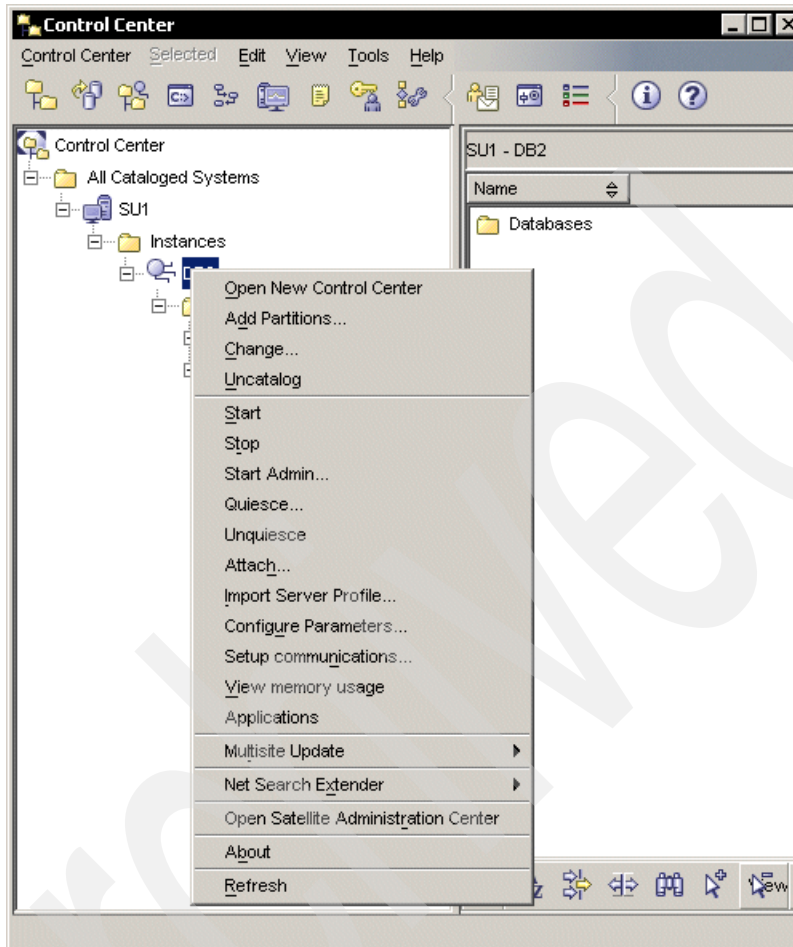 Control Center
Control Center Selected Edit View Tools Help
Control Center
All Cataloged Systems
SU1
Instances
SU1 - DB2
Name
Databases
Open New Control Center
Add Partitions...
Change...
Uncatalog
Start
Stop
Start Admin...
Quiesce...
Unquiesce
Attach...
Import Server Profile...
Configure Parameters...
Setup communications...
View memory usage
Applications
Multisite Update
Net Search Extender
Open Satellite Administration Center
About
Refresh